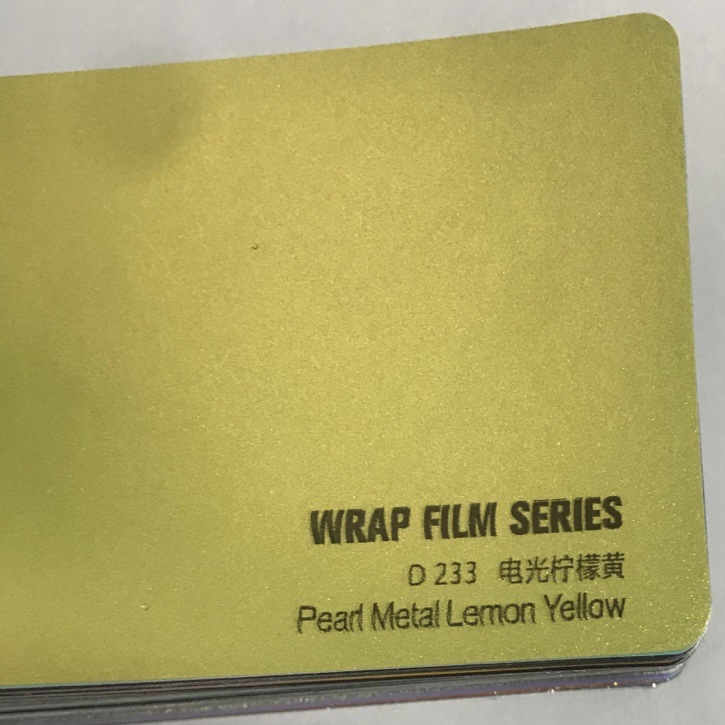 WRAP FILM SERIES
D 233 电光柠檬黄
Pearl Metal Lemon Yellow